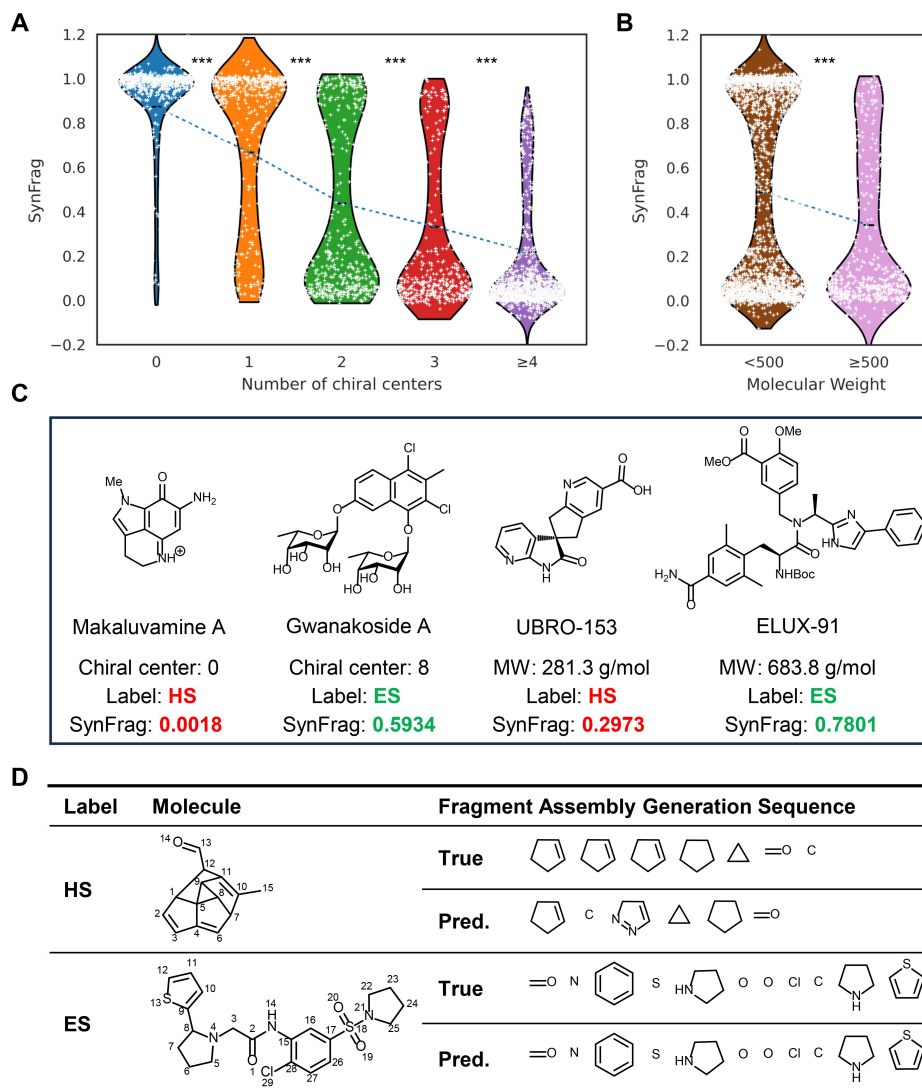 A
B
1.2
1.0
0.8
0.6
0.4
0.2
0.0
−0.2
SynFrag
*** *** *** ***
0 1 2 3 ≥4
Number of chiral centers
1.2
1.0
0.8
0.6
0.4
0.2
0.0
−0.2
SynFrag
***
<500 ≥500
Molecular Weight
C
Me
O
NH2
N
NH
⊕
Makaluvamine A
Chiral center: 0
Label: HS
SynFrag: 0.0018
Cl
Cl
O
O
O
O
HO
OH
OH
HO
OH
OH
Gwanakoside A
Chiral center: 8
Label: ES
SynFrag: 0.5934
N
O
OH
N
N
H
O
UBRO-153
MW: 281.3 g/mol
Label: HS
SynFrag: 0.2973
O
OMe
MeO
N
N
HN
O
NHBoc
H2N
O
ELUX-91
MW: 683.8 g/mol
Label: ES
SynFrag: 0.7801
D
Label Molecule Fragment Assembly Generation Sequence
HS
14 O 13
12
9 11
1 8 10 15
5
2 7
3 4 6
True =O C
Pred. C N N =O
ES
12 11
10
S 13
9
8 N 4 3
7
6 5
2
O 1
H
N 14
15 16
17
Cl 29
28 27 26
O 20
S 18
O 19
N 21
22 23
24
25
True =O N S HN O O Cl C N H S
Pred. =O N S HN O O Cl C N H S